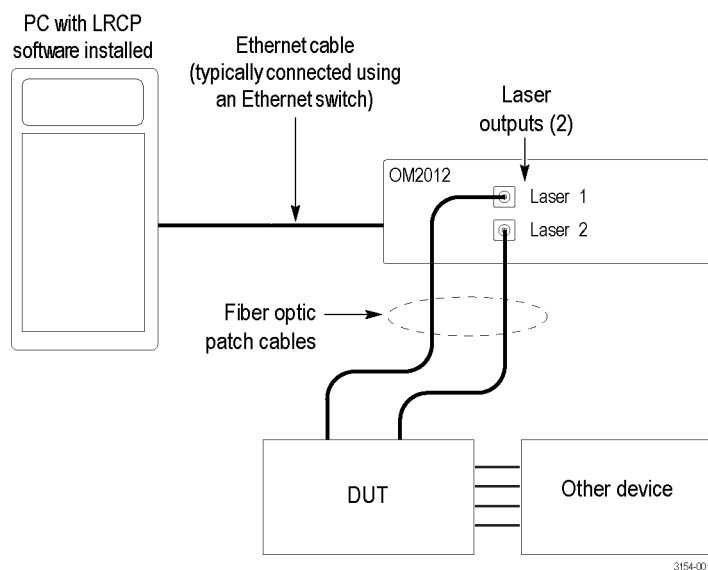 PC with LRCP
software installed
Ethernet cable
(typically connected using
an Ethernet switch)
Laser
outputs (2)
OM2012
Laser 1
Laser 2
Fiber optic
patch cables
DUT
Other device
3154-00